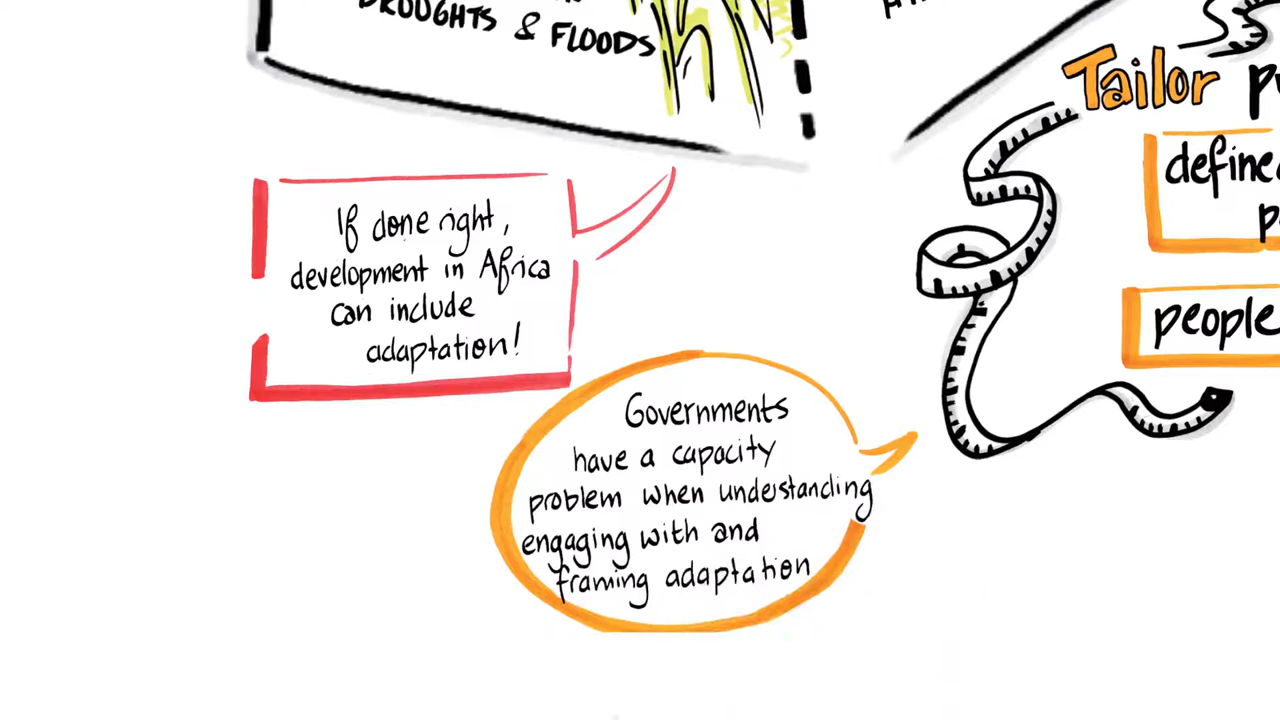 DROUGHTS & FLOODS
Tailor
If done right,
development in Africa
can include
adaptation!
people
Governments
have a capacity
problem when understanding
engaging with and
framing adaptation